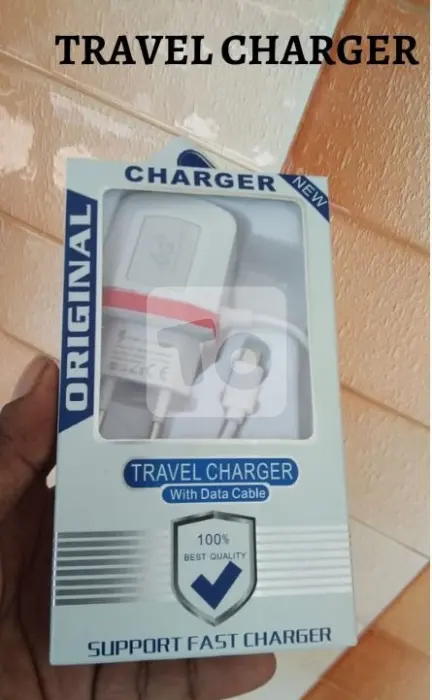 TRAVEL CHARGER
CHARGER
NEW
ORIGINAL
TRAVEL CHARGER
With Data Cable
100%
BEST QUALITY
SUPPORT FAST CHARGER